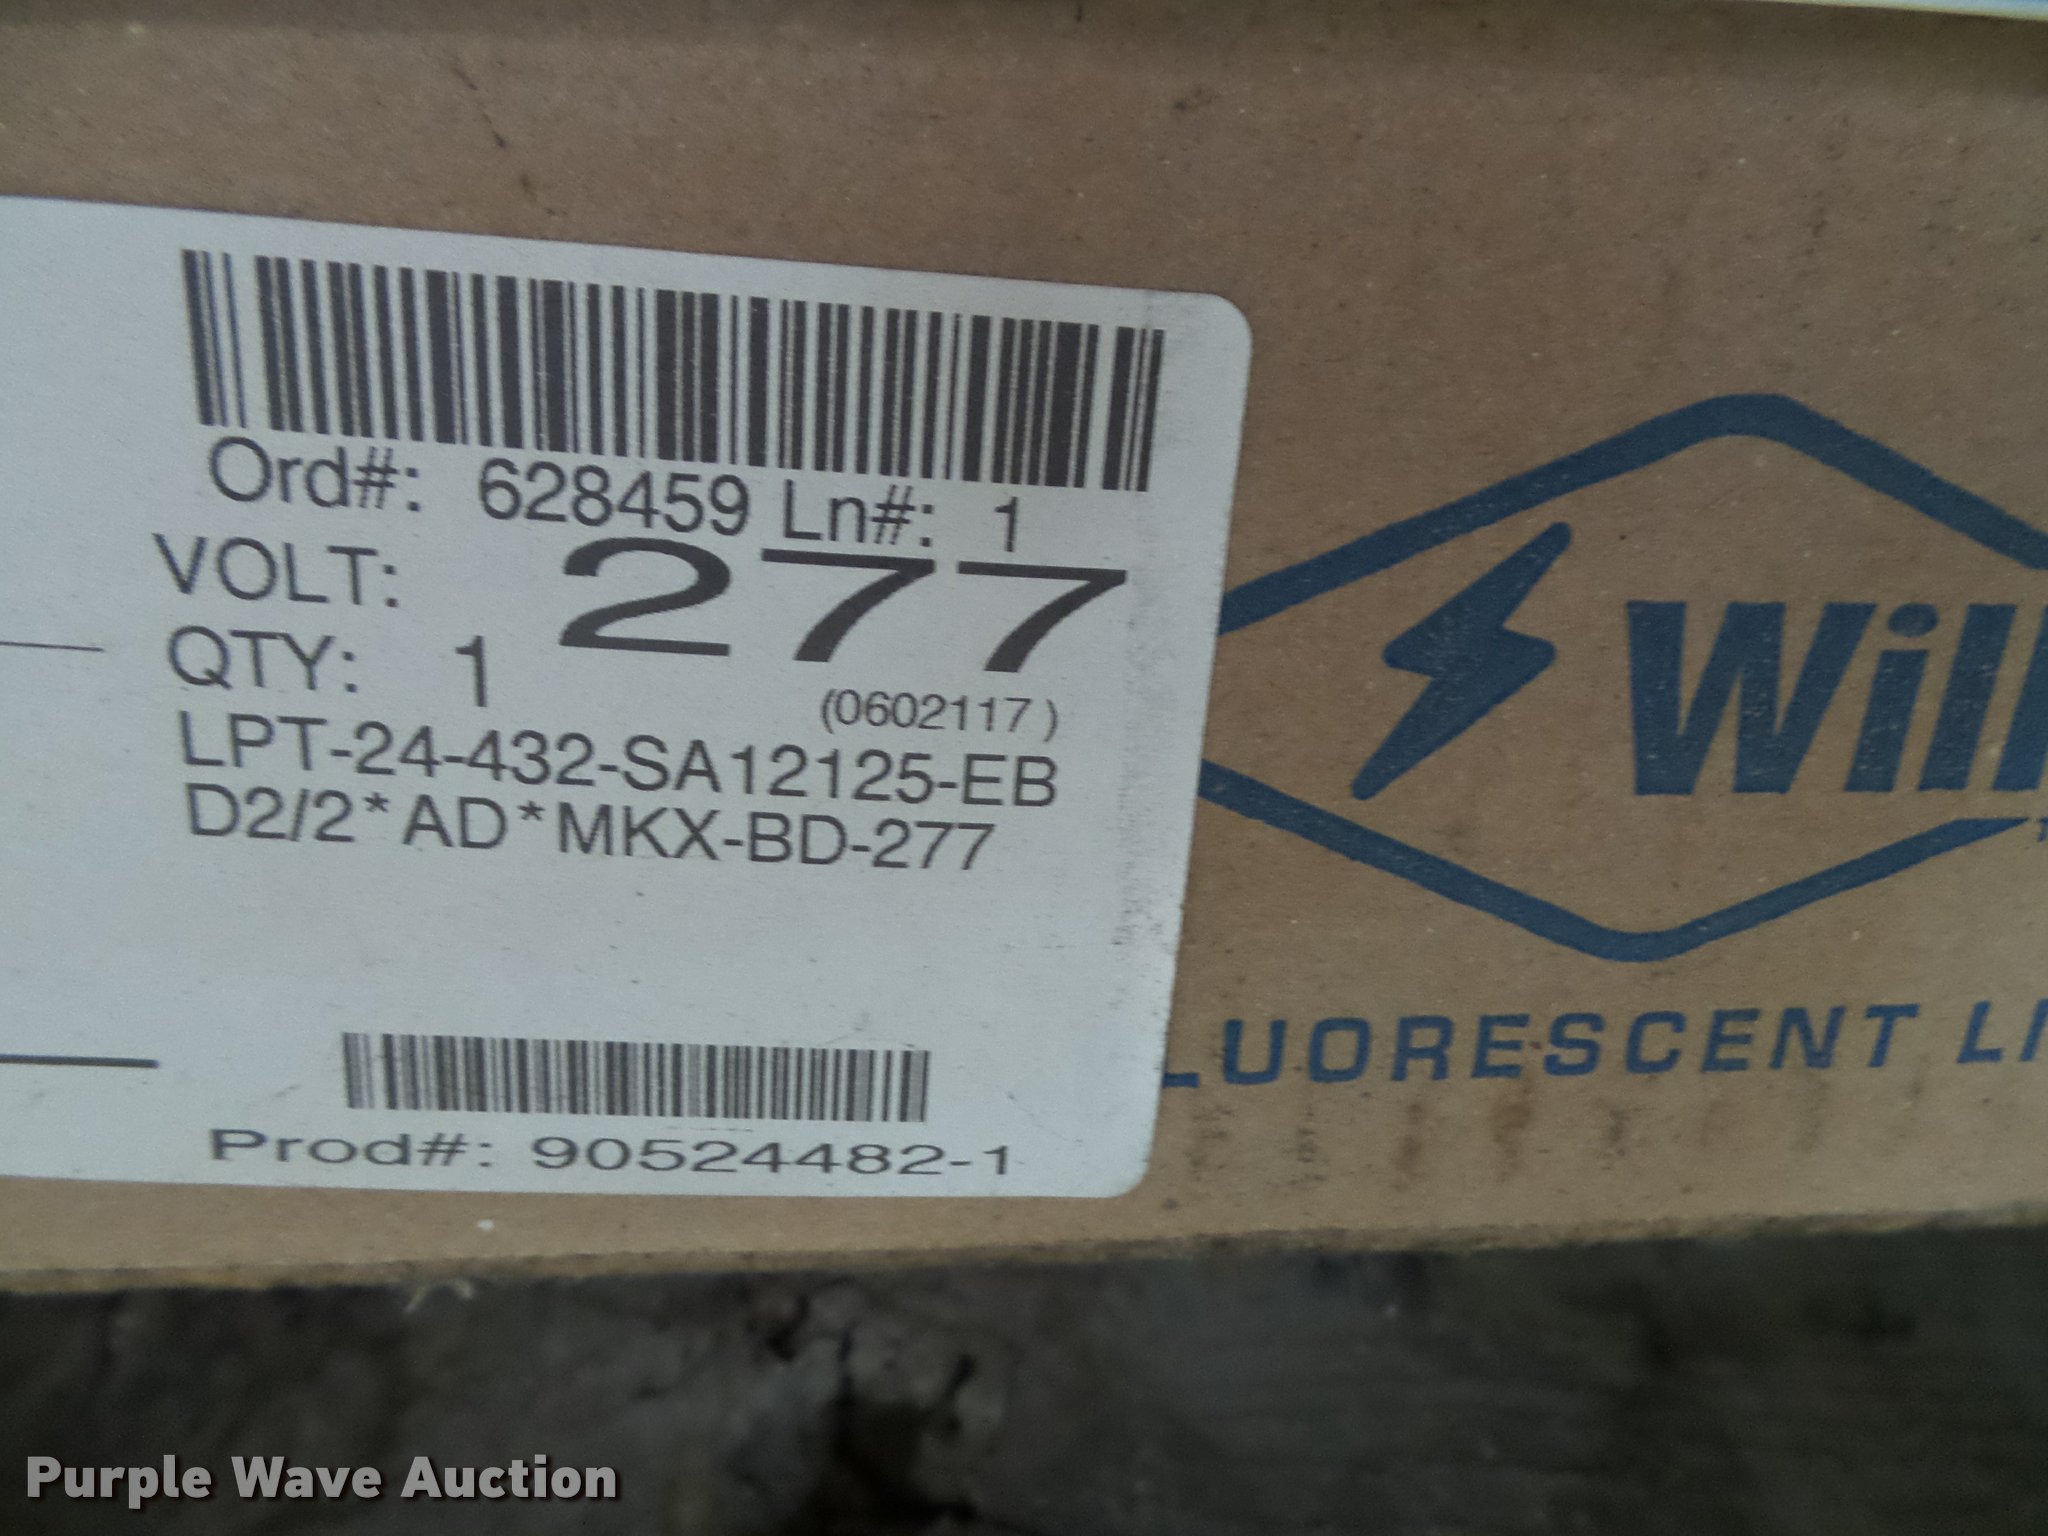 Ord#: 628459 Ln#: 1
VOLT: 277
QTY: 1
(0602117)
LPT-24-432-SA12125-EB
D2/2*AD*MKX-BD-277
Prod#: 90524482-1
Will
LUORESCENT LI
Purple Wave Auction